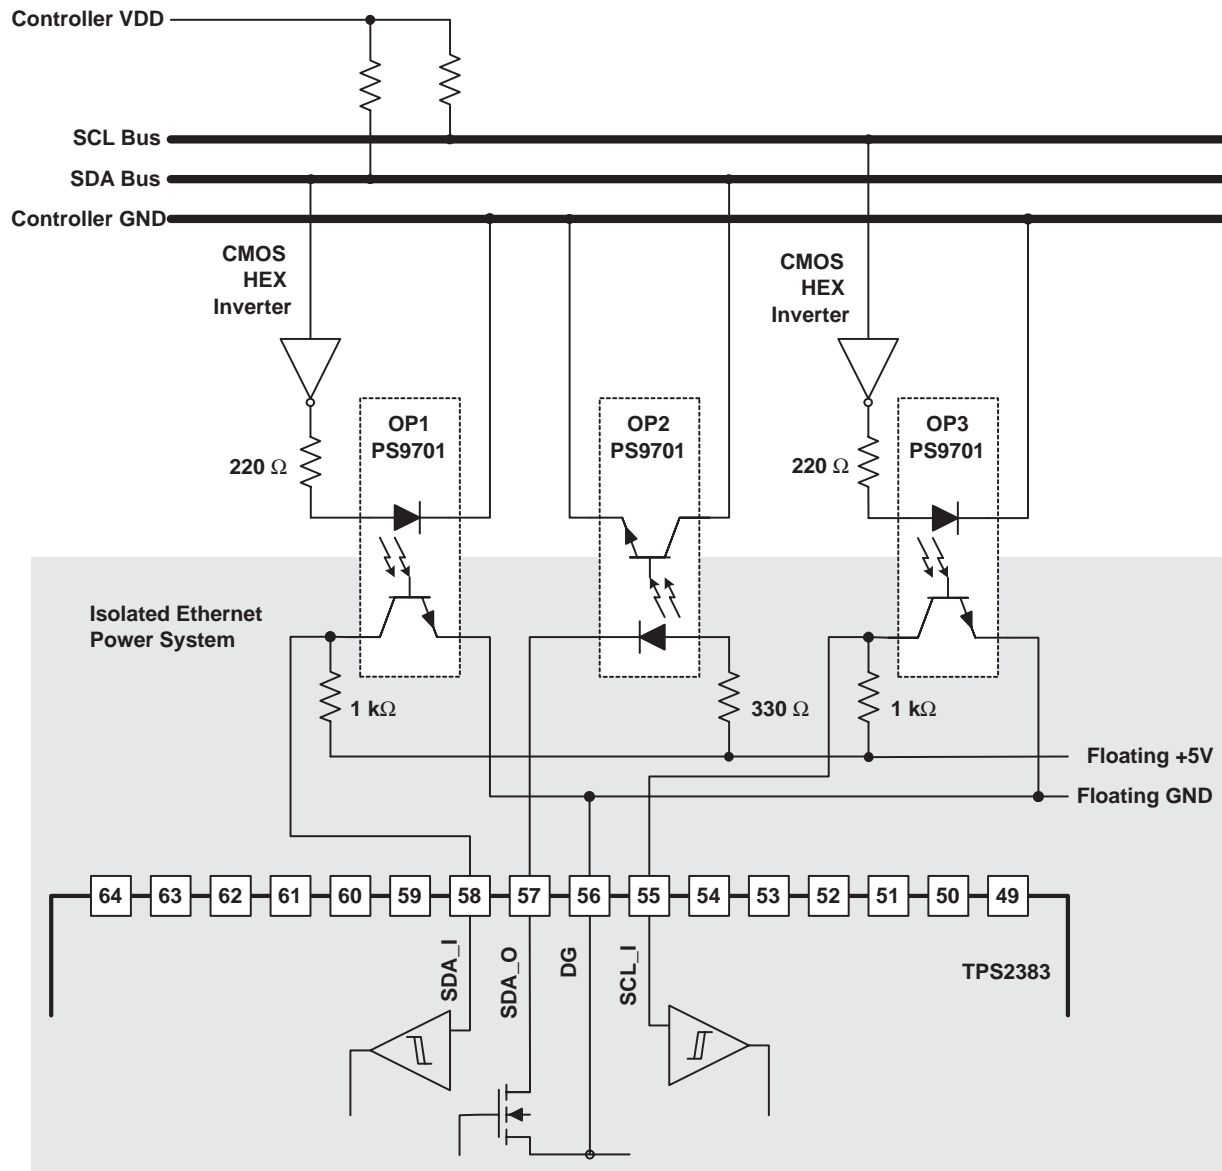 Controller VDD
SCL Bus
SDA Bus
Controller GND
CMOS
HEX
Inverter
CMOS
HEX
Inverter
OP1
PS9701
OP2
PS9701
OP3
PS9701
220 Ω
220 Ω
Isolated Ethernet
Power System
1 kΩ
330 Ω
1 kΩ
Floating +5V
Floating GND
64 63 62 61 60 59 58 57 56 55 54 53 52 51 50 49
SDA_I
SDA_O
DG
SCL_I
TPS2383